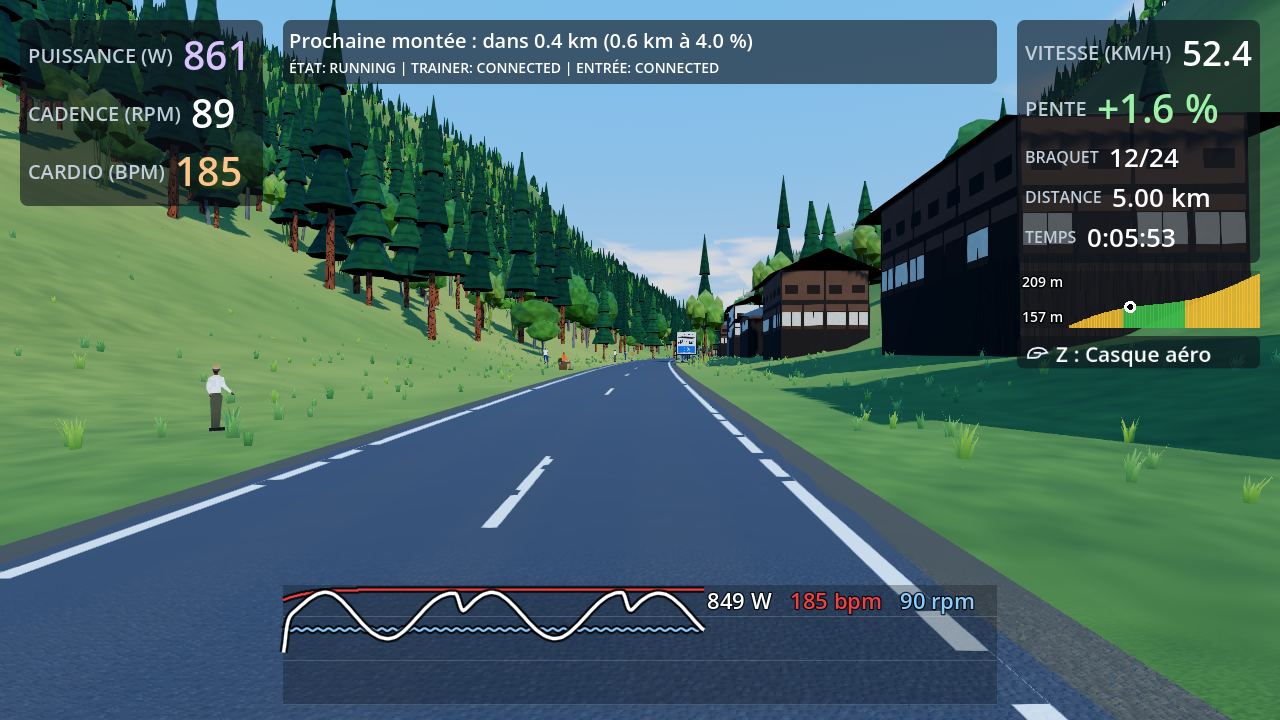 PUISSANCE (W) 861
CADENCE (RPM) 89
CARDIO (BPM) 185
Prochaine montée : dans 0.4 km (0.6 km à 4.0 %)
ÉTAT: RUNNING | TRAINER: CONNECTED | ENTRÉE: CONNECTED
VITESSE (KM/H) 52.4
PENTE +1.6 %
BRAQUET 12/24
DISTANCE 5.00 km
TEMPS 0:05:53
209 m
157 m
Z : Casque aéro
849 W 185 bpm 90 rpm